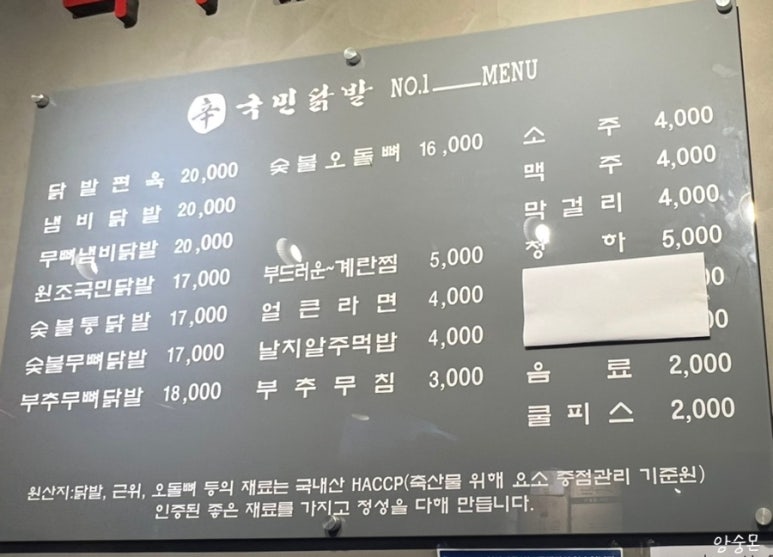 辛 국민닭발 NO.1 MENU
닭발편육 20,000
냄비닭발 20,000
무뼈냄비닭발 20,000
원조국민닭발 17,000
숯불통닭발 17,000
숯불무뼈닭발 17,000
부추무뼈닭발 18,000
숯불오돌뼈 16,000
부드러운~계란찜 5,000
얼큰라면 4,000
날치알주먹밥 4,000
부추무침 3,000
소주 4,000
맥주 4,000
막걸리 4,000
청하 5,000
음료 2,000
쿨피스 2,000
원산지:닭발, 근위, 오돌뼈 등의 재료는 국내산 HACCP(축산물 위해 요소 중점관리 기준원)
인증된 좋은 재료를 가지고 정성을 다해 만듭니다.
앙숭몬